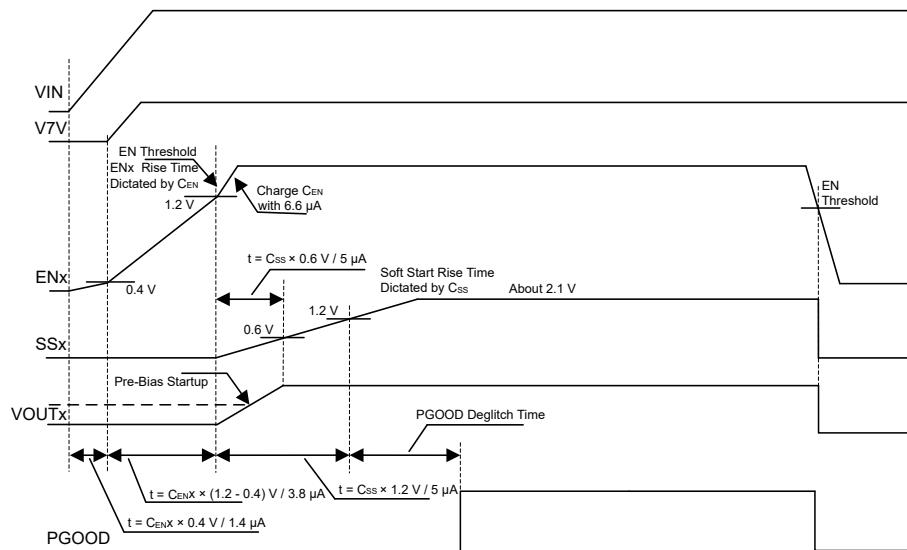 VIN
V7V
EN Threshold
ENx Rise Time
Dictated by CEN
1.2 V
Charge CEN
with 6.6 µA
EN
Threshold
ENx
0.4 V
t = CSS × 0.6 V / 5 µA
Soft Start Rise Time
Dictated by CSS
About 2.1 V
1.2 V
0.6 V
SSx
Pre-Bias Startup
VOUTx
PGOOD Deglitch Time
t = CENX × (1.2 - 0.4) V / 3.8 µA
t = CSS × 1.2 V / 5 µA
t = CENX × 0.4 V / 1.4 µA
PGOOD